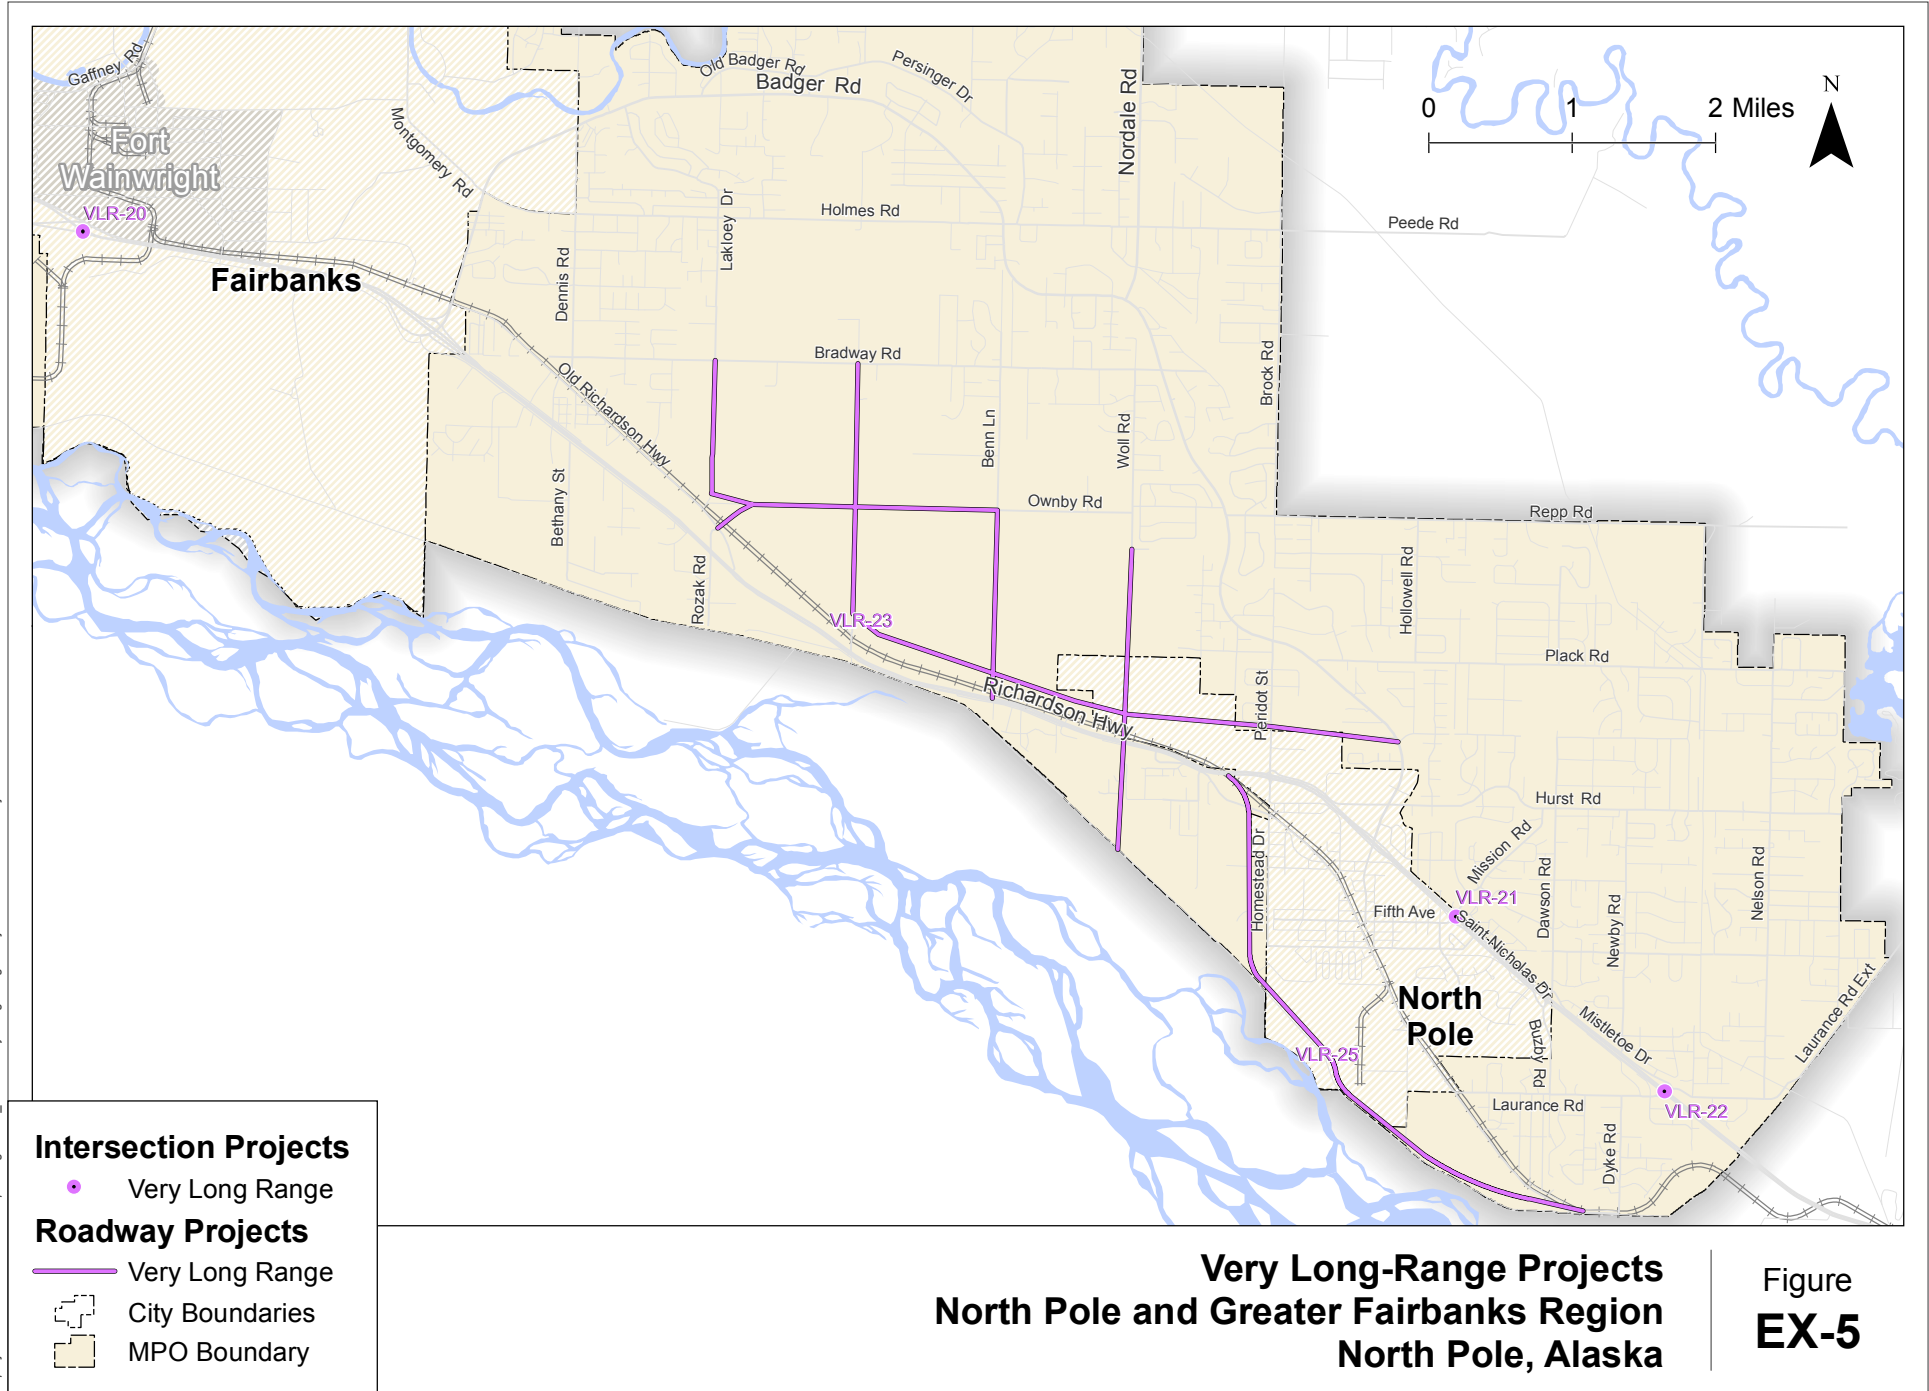 Gaffney Rd
Old Badger Rd
Badger Rd
Persinger Dr
Nordale Rd
0 1 2 Miles
N
Fort
Wainwright
Montgomery Rd
VLR-20
Holmes Rd
Peede Rd
Lakloey Dr
Dennis Rd
Fairbanks
Bradway Rd
Brock Rd
Old Richardson Hwy
Benn Ln
Woll Rd
Bethany St
Ownby Rd
Repp Rd
Rozak Rd
Hollowell Rd
VLR-23
Plack Rd
Richardson Hwy
Peridot St
Hurst Rd
Mission Rd
Homestead Dr
Dawson Rd
Nelson Rd
VLR-21
Fifth Ave
Newby Rd
Saint-Nicholas Dr
North
Pole
Mistletoe Dr
Laurance Rd Ext
Buzby Rd
VLR-25
Laurance Rd
VLR-22
Dyke Rd
Intersection Projects
Very Long Range
Roadway Projects
Very Long Range
City Boundaries
MPO Boundary
Very Long-Range Projects
North Pole and Greater Fairbanks Region
North Pole, Alaska
Figure
EX-5